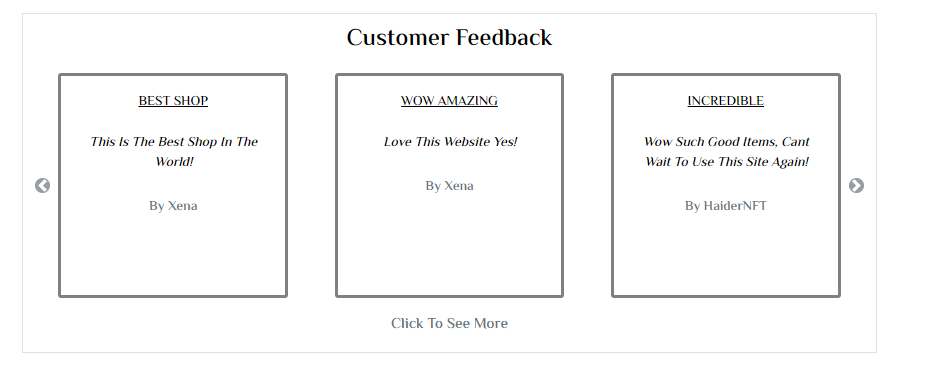 Customer Feedback
BEST SHOP
This Is The Best Shop In The
World!
By Xena
WOW AMAZING
Love This Website Yes!
By Xena
INCREDIBLE
Wow Such Good Items, Cant
Wait To Use This Site Again!
By HaiderNFT
Click To See More